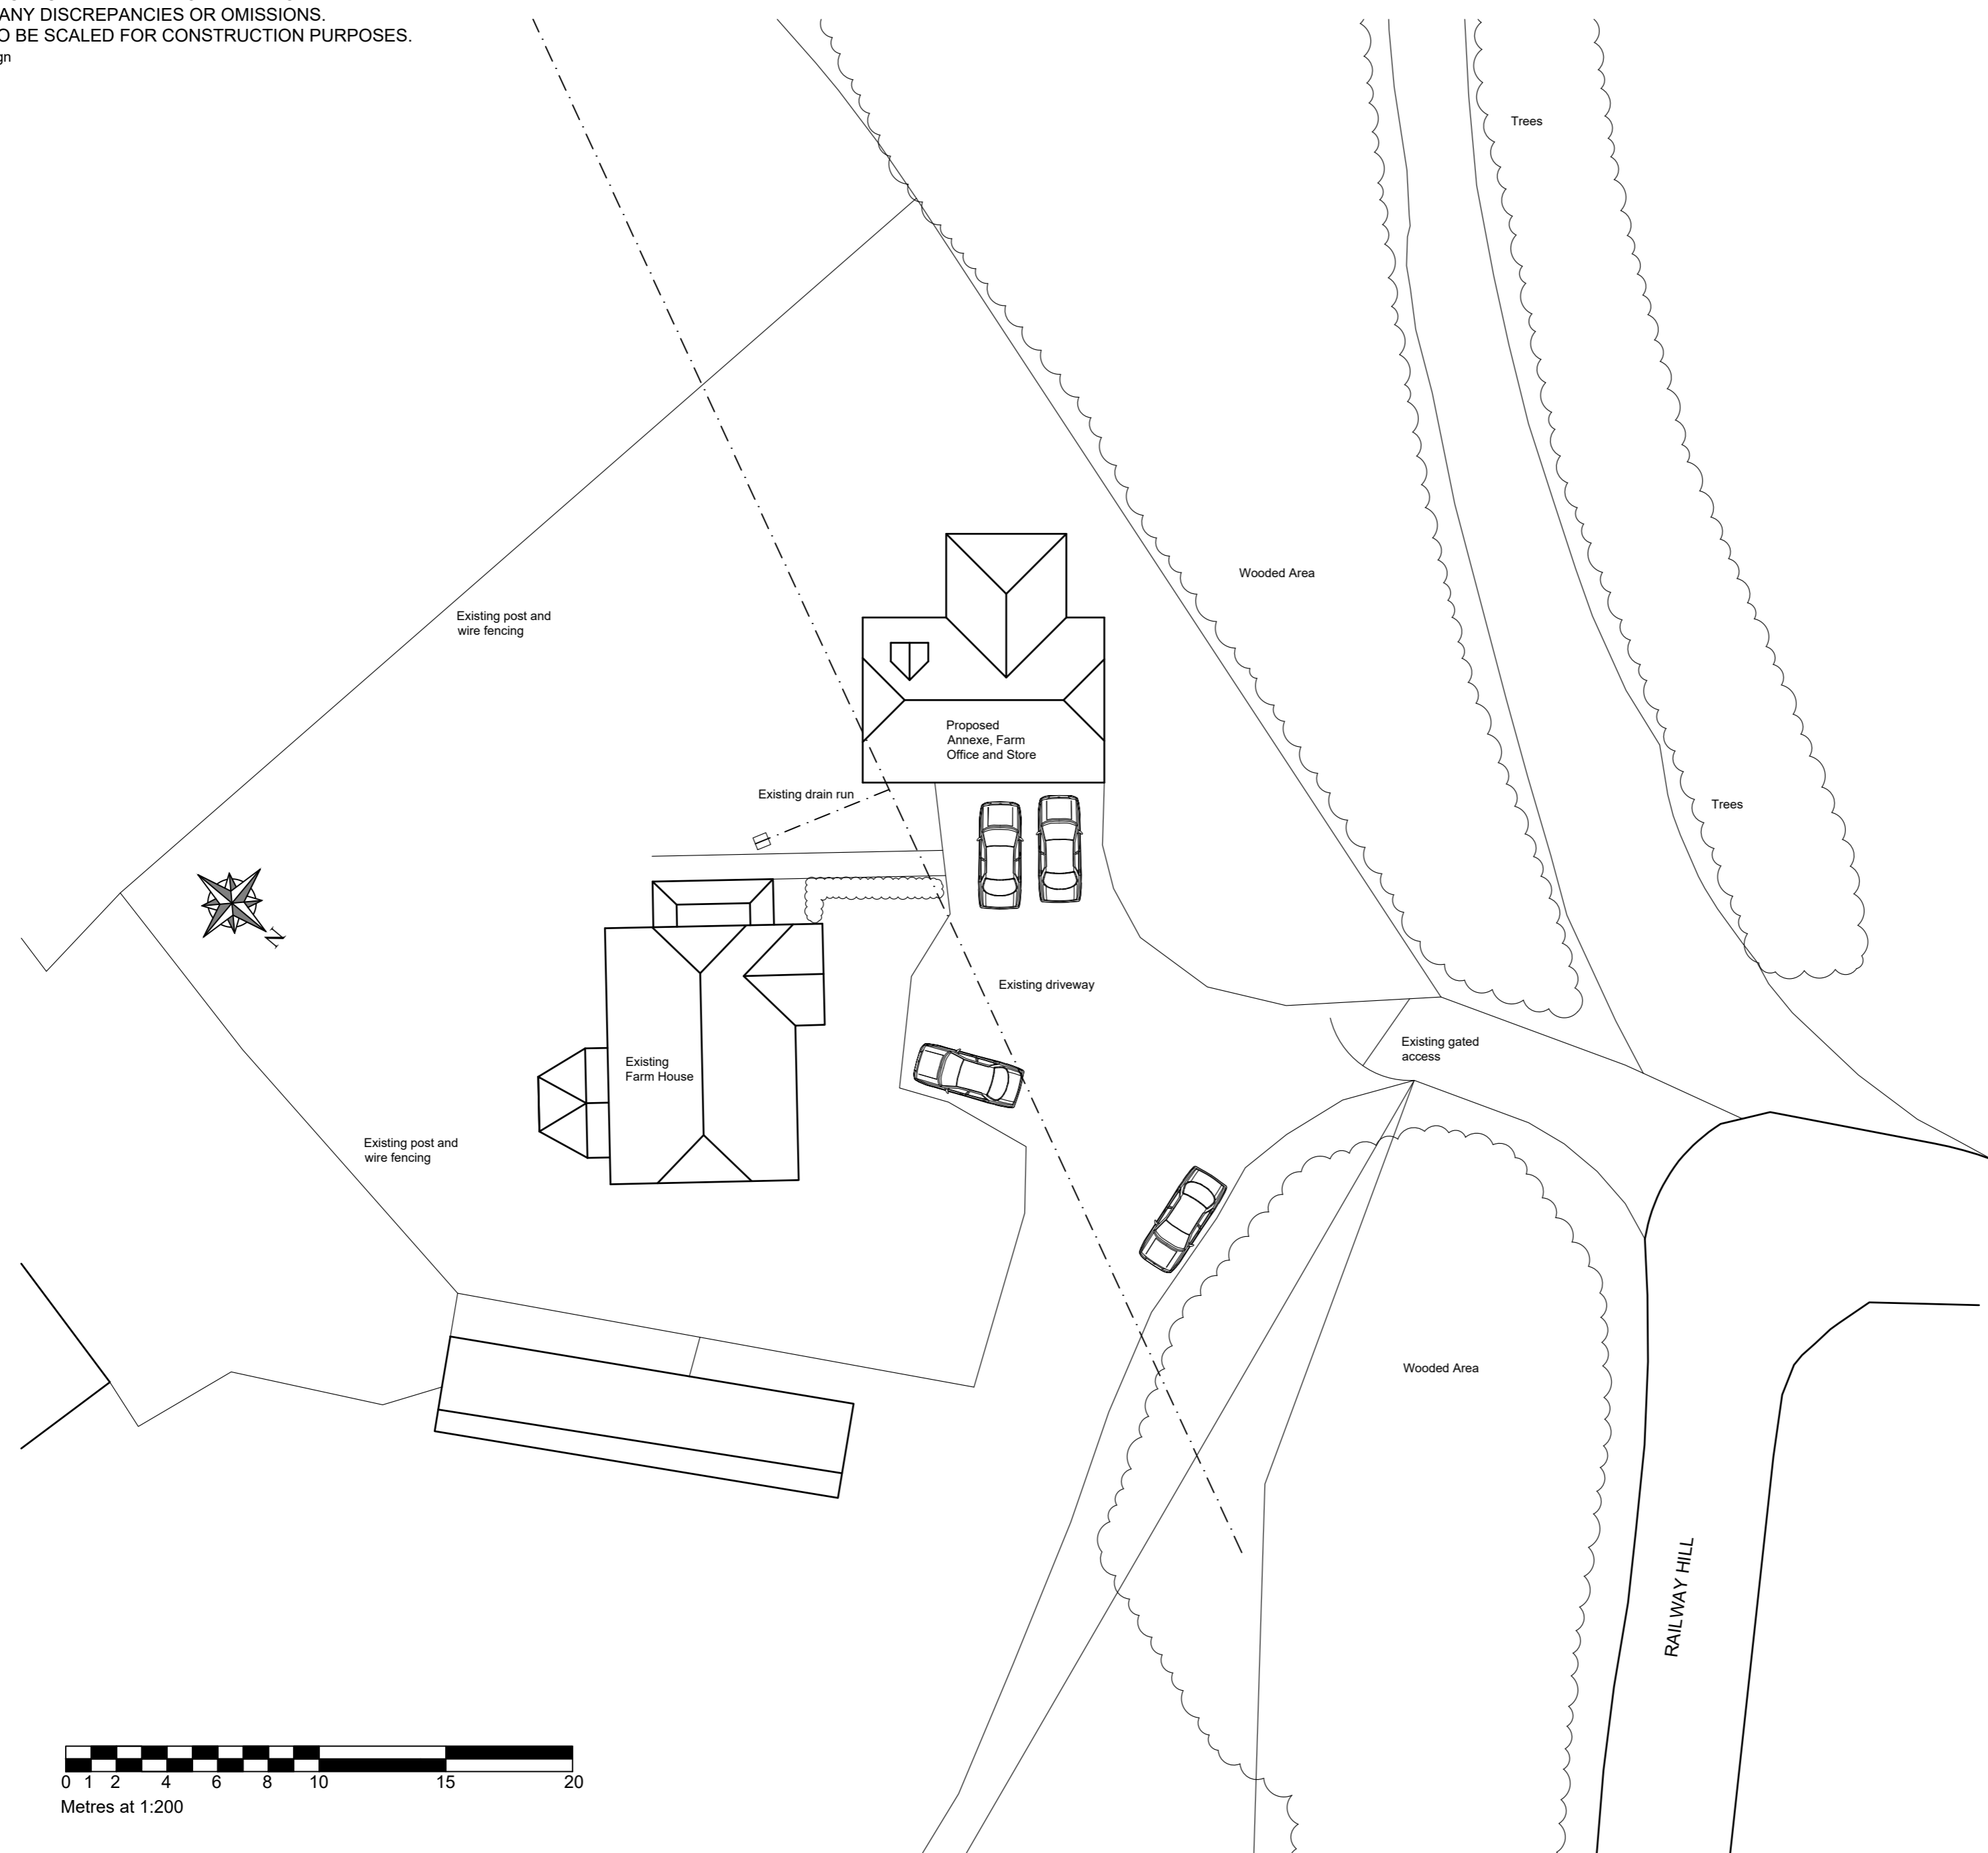 ANY DISCREPANCIES OR OMISSIONS.
O BE SCALED FOR CONSTRUCTION PURPOSES.
gn
Trees
Wooded Area
Existing post and
wire fencing
Proposed
Annexe, Farm
Office and Store
Existing drain run
Trees
N
Existing driveway
Existing gated
access
Existing
Farm House
Existing post and
wire fencing
Wooded Area
RAILWAY HILL
0 1 2 4 6 8 10 15 20
Metres at 1:200